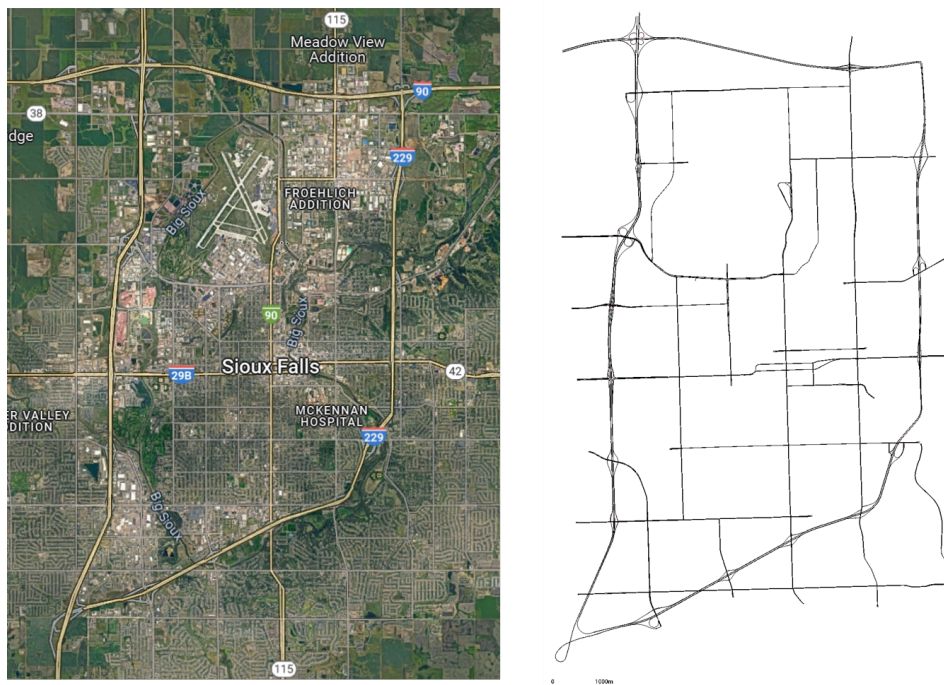 115
Meadow View
Addition
90
38
dge
229
FROEHLICH
ADDITION
Big Sioux
90
Big Sioux
Sioux Falls
29B
42
ER VALLEY
DDITION
MCKENNAN
HOSPITAL
229
Big Sioux
115
0 1000m